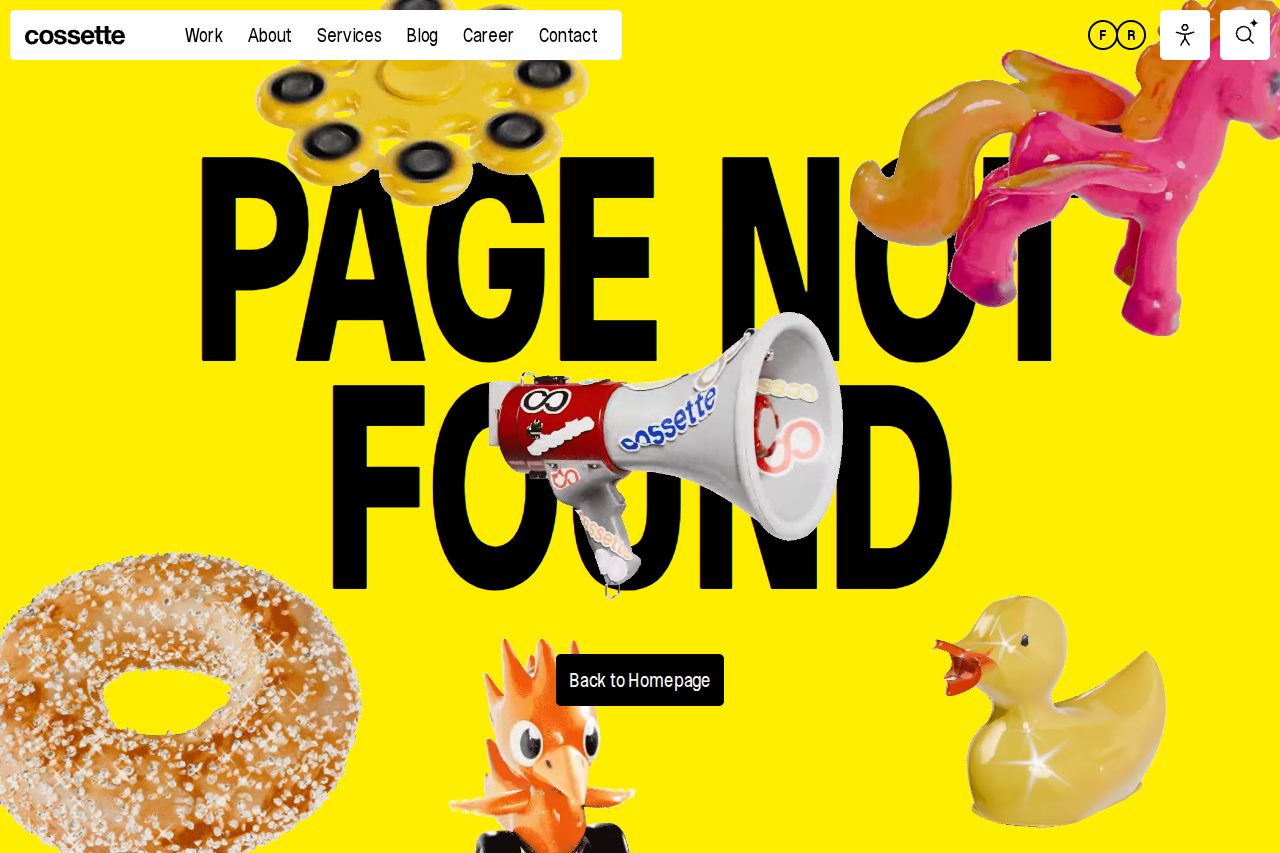 cossette Work About Services Blog Career Contact F R
PAGE NOT
FOUND
cossette
Back to Homepage